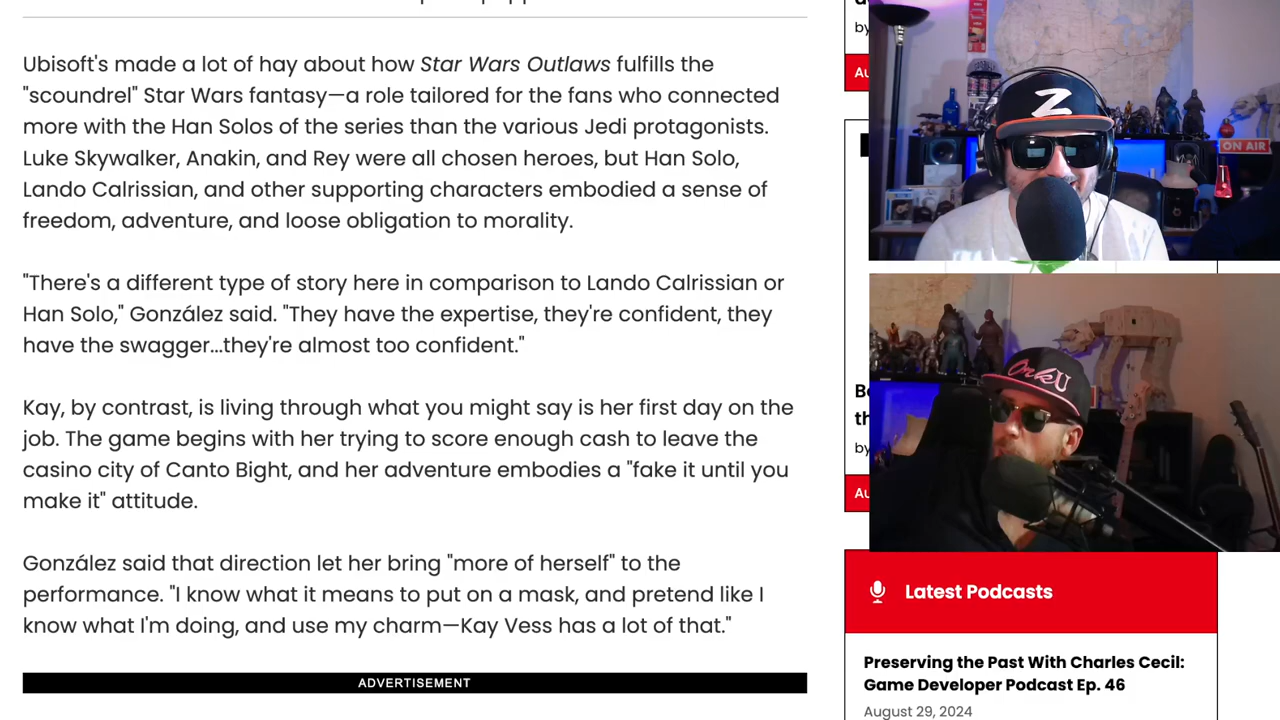 Ubisoft's made a lot of hay about how Star Wars Outlaws fulfills the
"scoundrel" Star Wars fantasy—a role tailored for the fans who connected
more with the Han Solos of the series than the various Jedi protagonists.
Luke Skywalker, Anakin, and Rey were all chosen heroes, but Han Solo,
Lando Calrissian, and other supporting characters embodied a sense of
freedom, adventure, and loose obligation to morality.
"There's a different type of story here in comparison to Lando Calrissian or
Han Solo," González said. "They have the expertise, they're confident, they
have the swagger...they're almost too confident."
Kay, by contrast, is living through what you might say is her first day on the
job. The game begins with her trying to score enough cash to leave the
casino city of Canto Bight, and her adventure embodies a "fake it until you
make it" attitude.
González said that direction let her bring "more of herself" to the
performance. "I know what it means to put on a mask, and pretend like I
know what I'm doing, and use my charm—Kay Vess has a lot of that."
ADVERTISEMENT
by
Au
Z
ON AIR
OnkU
Be
th
by
Au
Latest Podcasts
Preserving the Past With Charles Cecil:
Game Developer Podcast Ep. 46
August 29, 2024